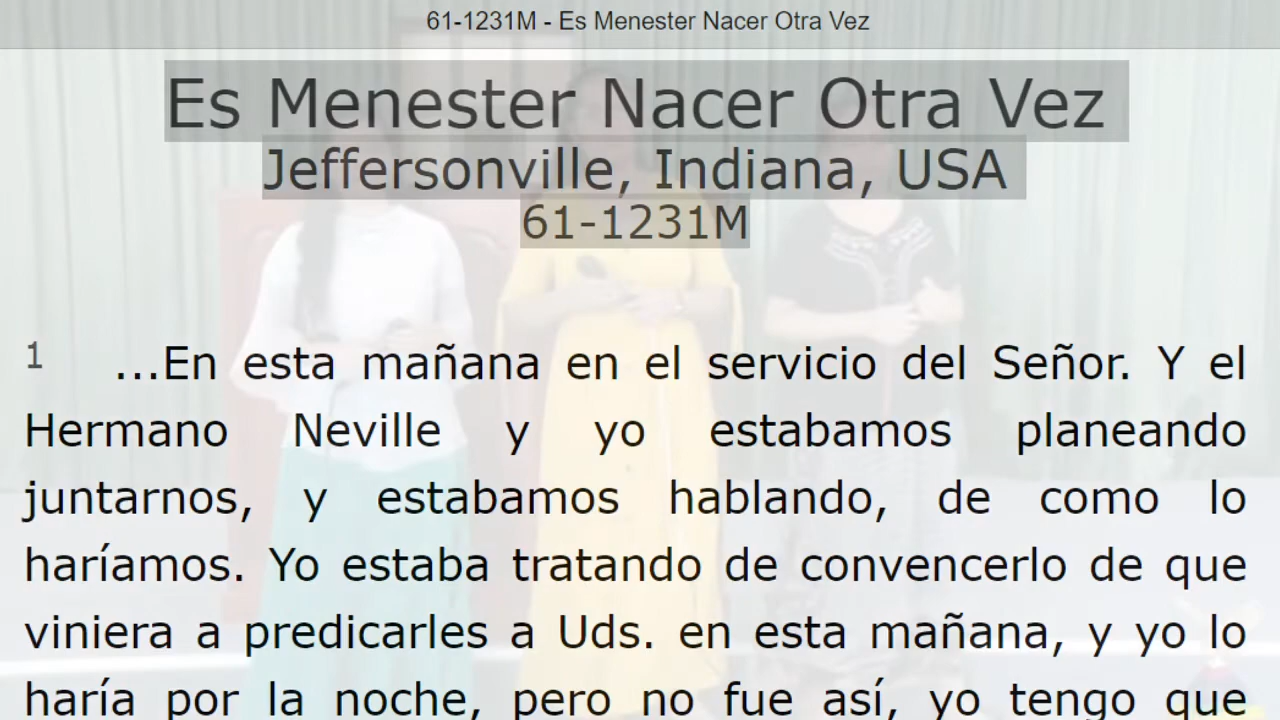 61-1231M - Es Menester Nacer Otra Vez
Es Menester Nacer Otra Vez
Jeffersonville, Indiana, USA
61-1231M
1 ...En esta mañana en el servicio del Señor. Y el
Hermano Neville y yo estabamos planeando
juntarnos, y estabamos hablando, de como lo
haríamos. Yo estaba tratando de convencerlo de que
viniera a predicarles a Uds. en esta mañana, y yo lo
haría por la noche, pero no fue así, yo tengo que